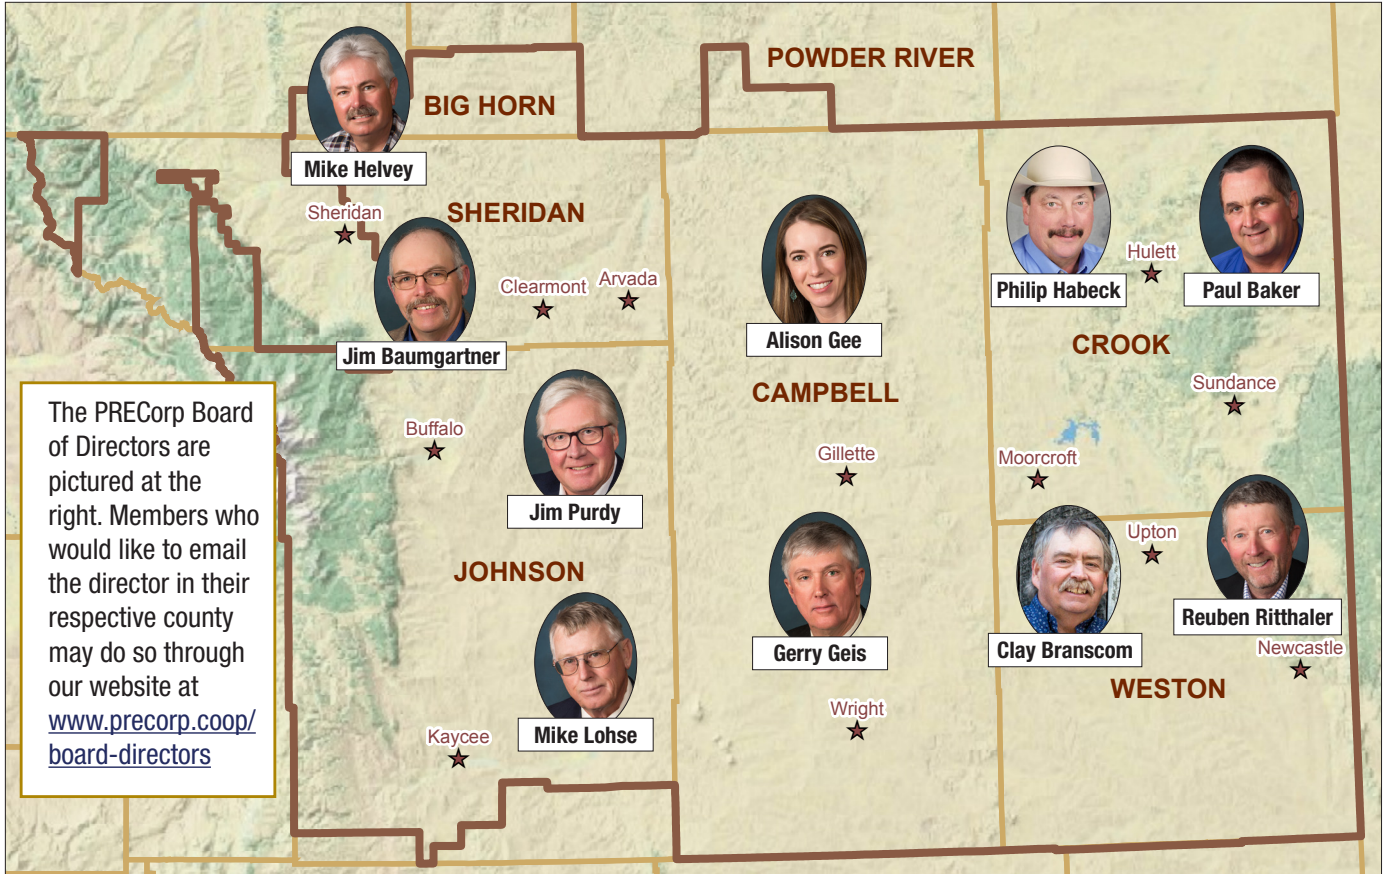 POWDER RIVER
BIG HORN
Mike Helvey
Sheridan
SHERIDAN
Clearmont
Arvada
Jim Baumgartner
Alison Gee
Philip Habeck
Hulett
Paul Baker
CROOK
CAMPBELL
Sundance
The PRECorp Board
of Directors are
pictured at the
right. Members who
would like to email
the director in their
respective county
may do so through
our website at
www.precorp.coop/
board-directors
Buffalo
Jim Purdy
Gillette
Moorcroft
Upton
JOHNSON
Reuben Ritthaler
Gerry Geis
Clay Branscom
Newcastle
WESTON
Wright
Mike Lohse
Kaycee